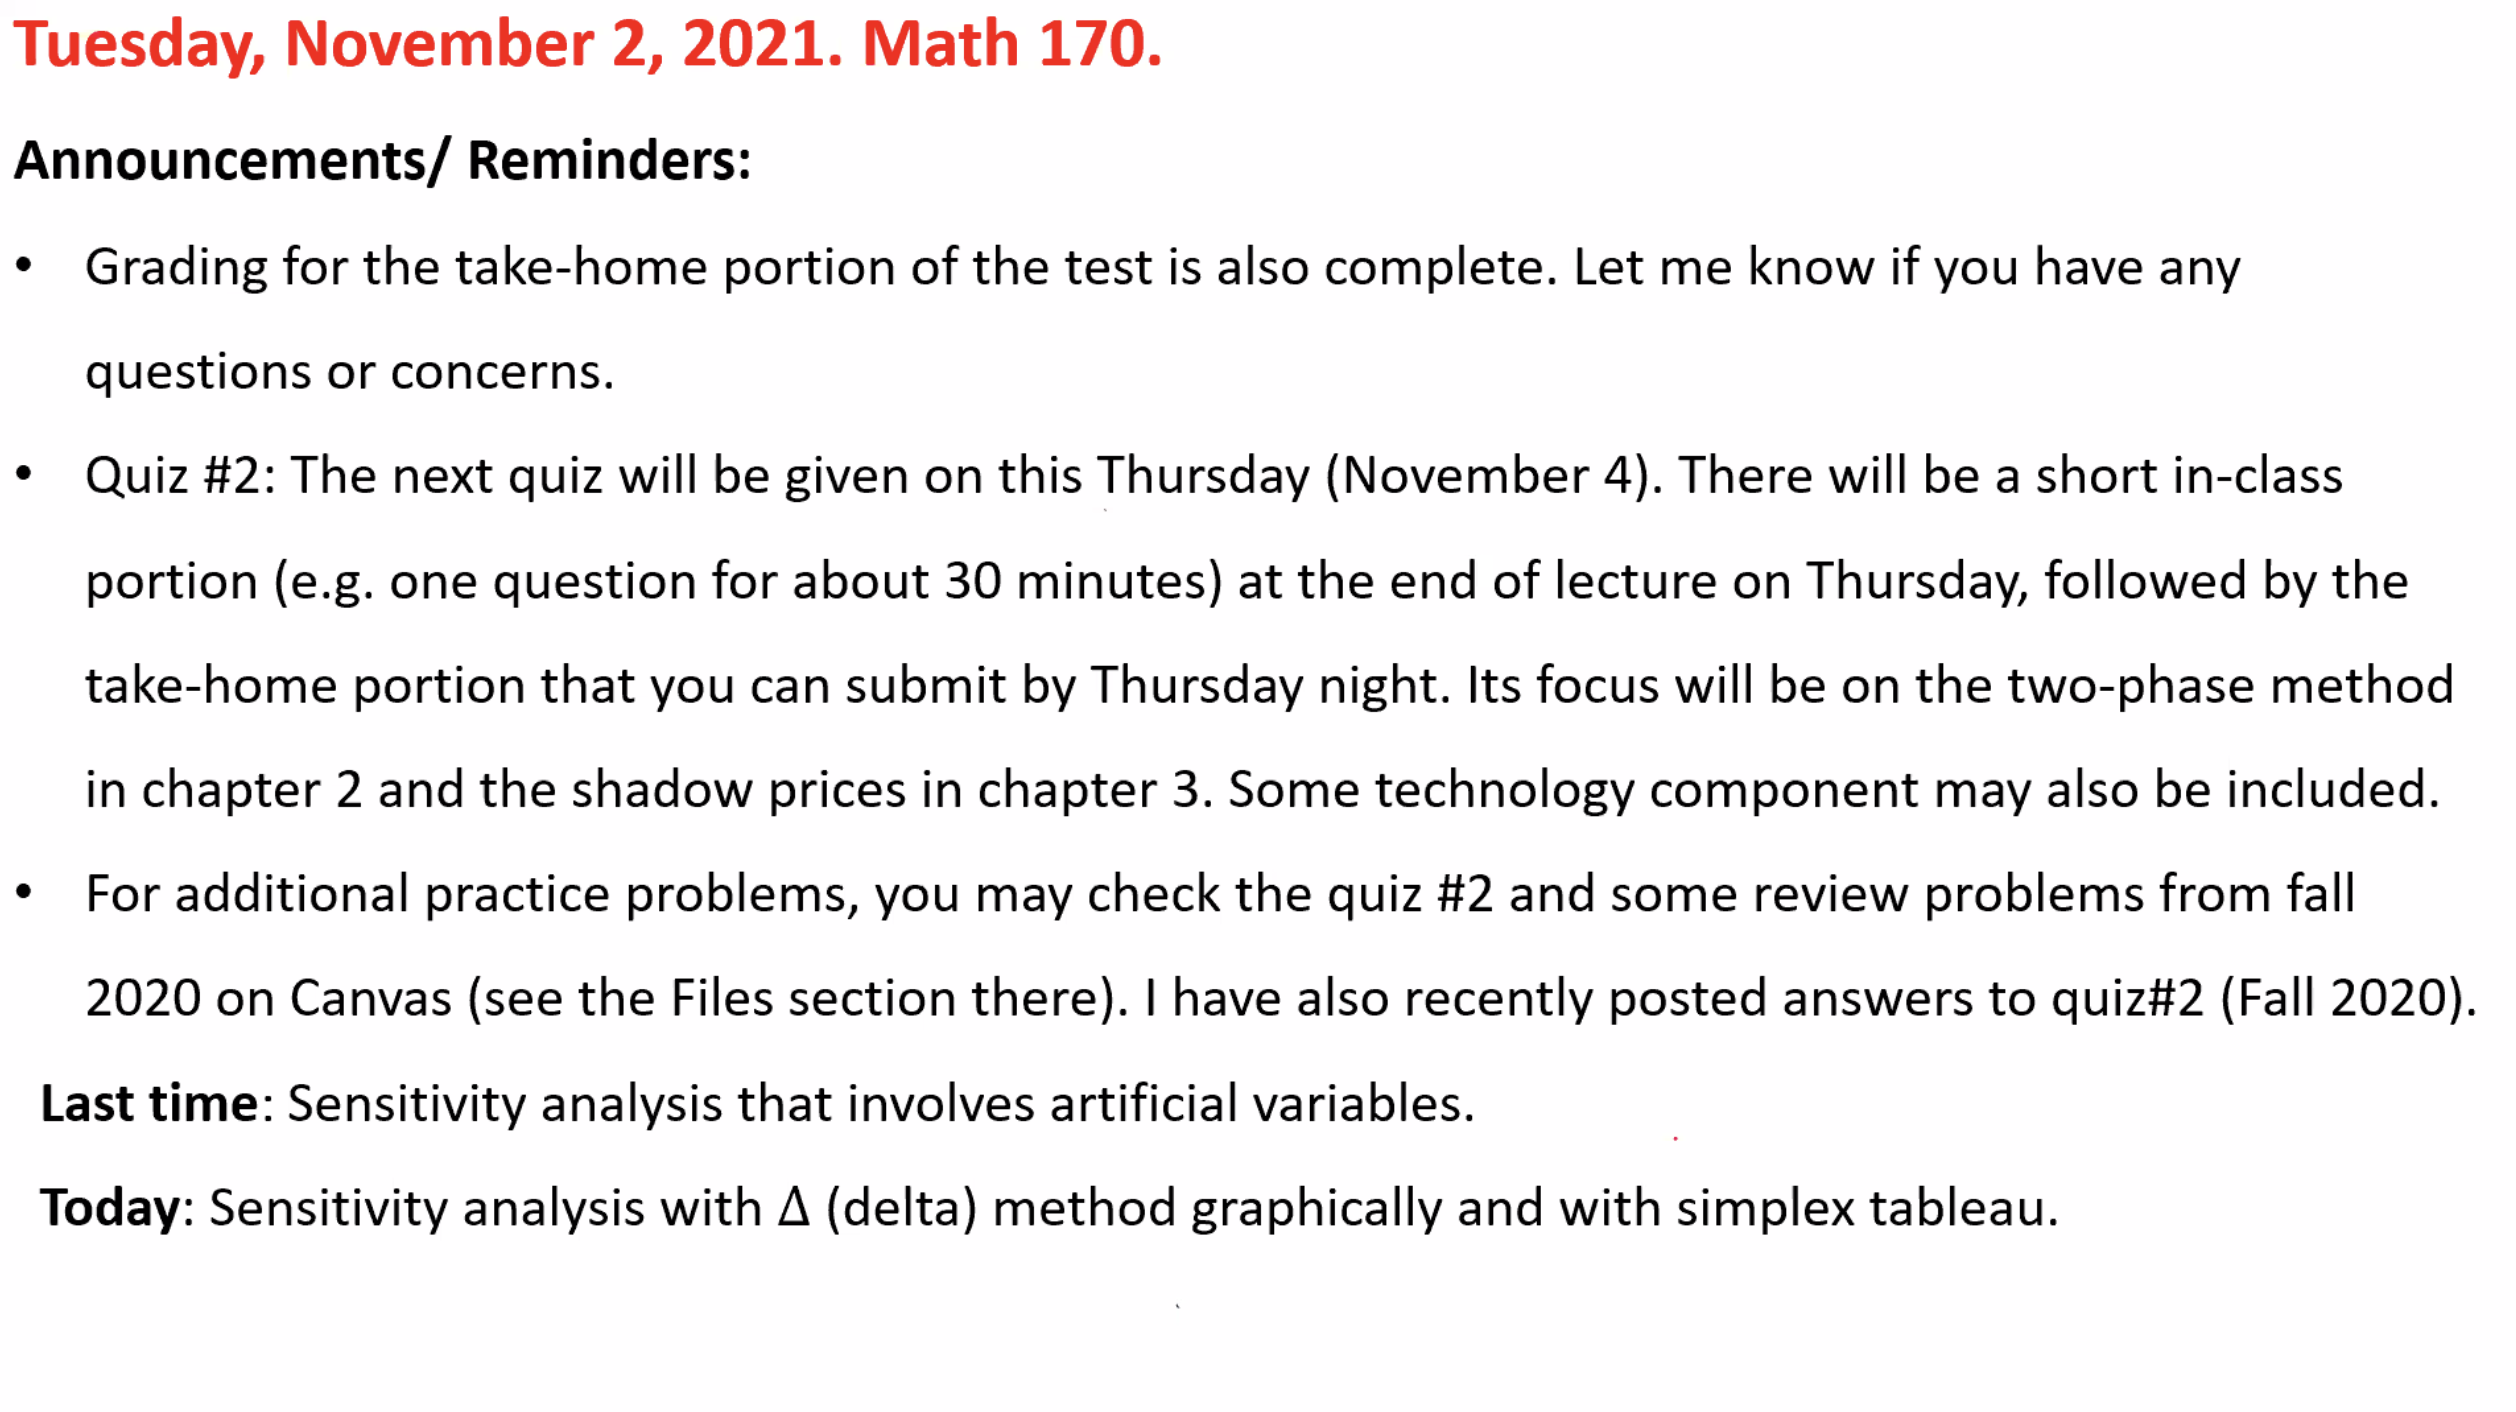 Tuesday, November 2, 2021. Math 170.
Announcements/ Reminders:
• Grading for the take-home portion of the test is also complete. Let me know if you have any
questions or concerns.
• Quiz #2: The next quiz will be given on this Thursday (November 4). There will be a short in-class
portion (e.g. one question for about 30 minutes) at the end of lecture on Thursday, followed by the
take-home portion that you can submit by Thursday night. Its focus will be on the two-phase method
in chapter 2 and the shadow prices in chapter 3. Some technology component may also be included.
• For additional practice problems, you may check the quiz #2 and some review problems from fall
2020 on Canvas (see the Files section there). I have also recently posted answers to quiz#2 (Fall 2020).
Last time: Sensitivity analysis that involves artificial variables.
Today: Sensitivity analysis with Δ (delta) method graphically and with simplex tableau.